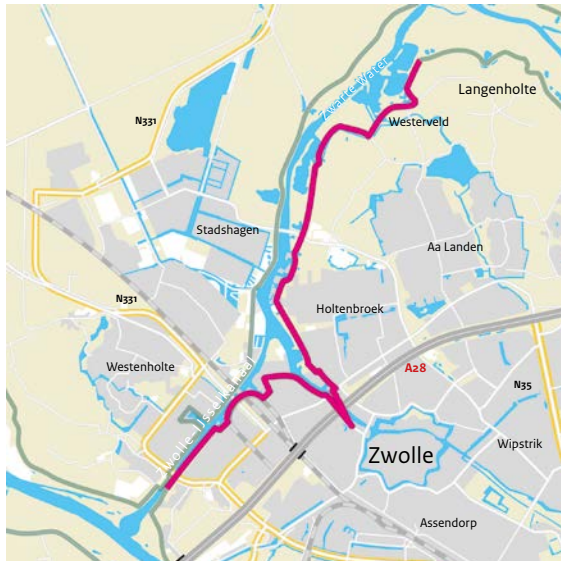 Langenholte
Zwarte Water
N331
Westerveld
Stadshagen
Aa Landen
N331
Holtenbroek
Westenholte
A28
N35
Zwolle-IJsselkanaal
Zwolle
Wipstrik
Assendorp